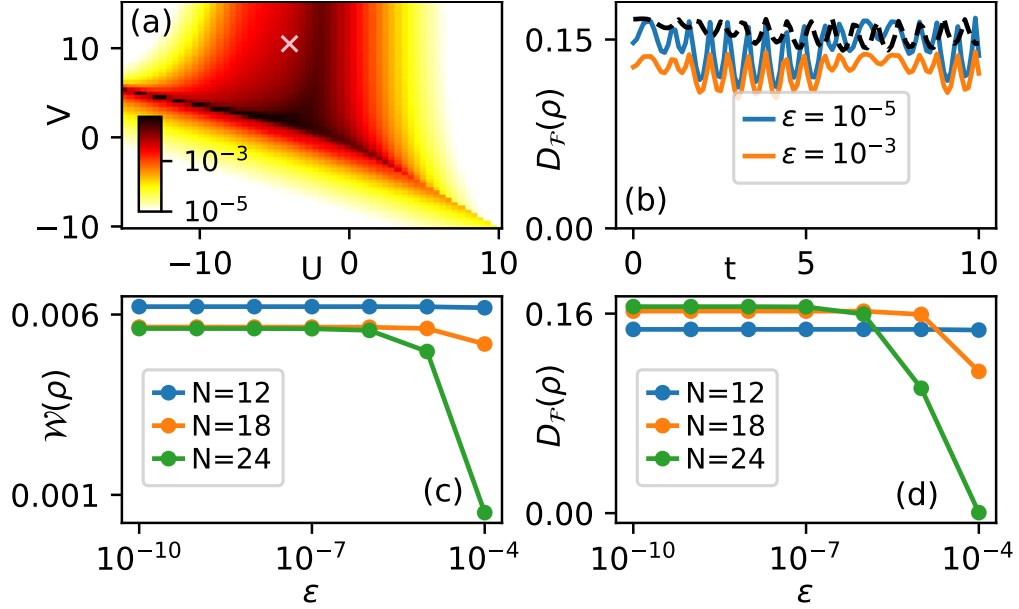 (a)
V
10
0
−10
10⁻³
10⁻⁵
−10
U
0
10
D_ℱ(ρ)
0.15
0.00
ε = 10⁻⁵
ε = 10⁻³
(b)
0
t
5
10
𝒲(ρ)
0.006
0.001
N=12
N=18
N=24
(c)
10⁻¹⁰
10⁻⁷
10⁻⁴
ε
D_ℱ(ρ)
0.16
0.00
N=12
N=18
N=24
(d)
10⁻¹⁰
10⁻⁷
10⁻⁴
ε